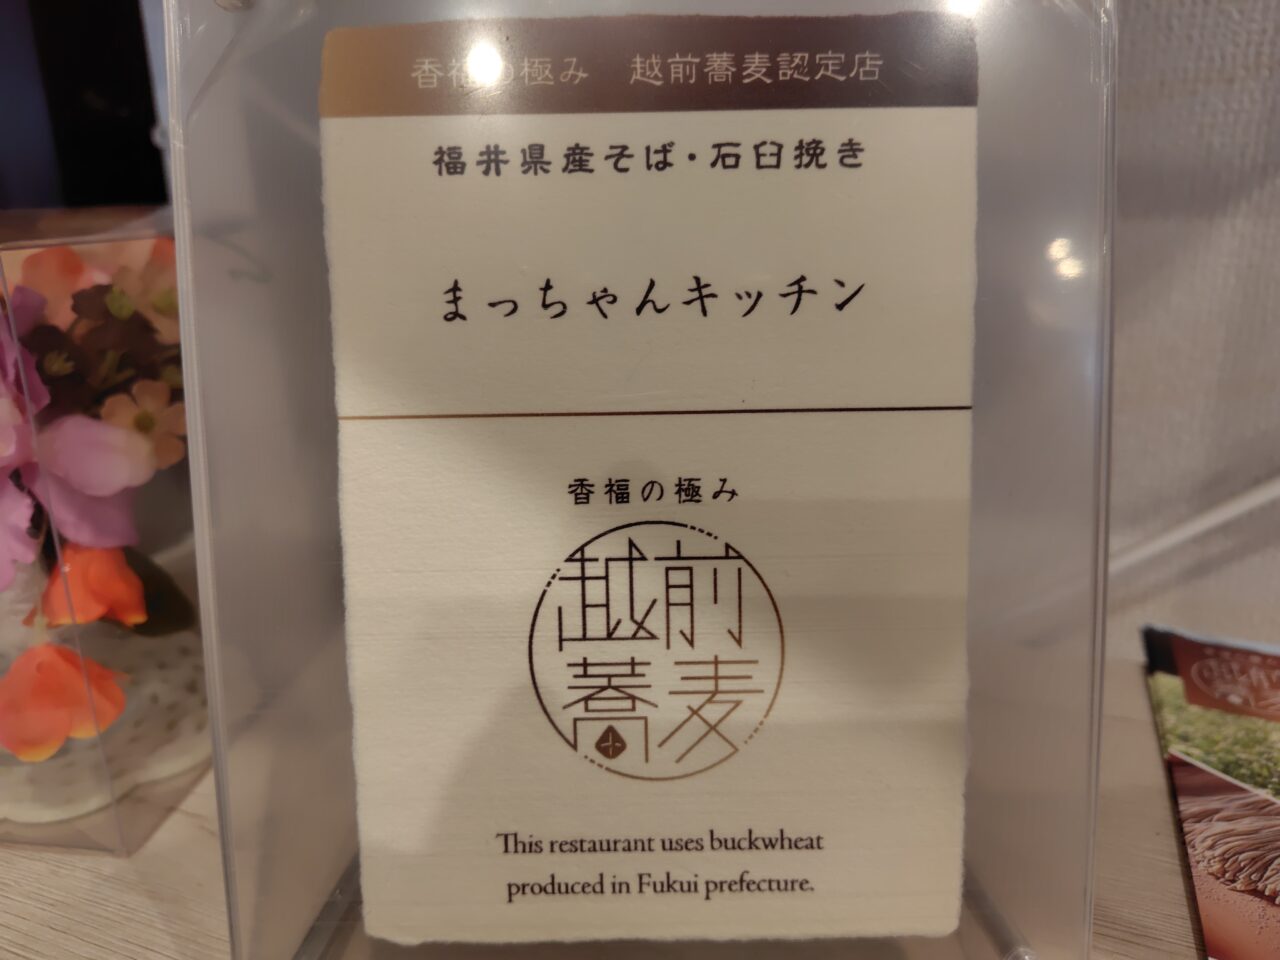 香福の極み 越前蕎麦認定店
福井県産そば・石臼挽き
まっちゃんキッチン
香福の極み
越前
蕎麦
This restaurant uses buckwheat
produced in Fukui prefecture.